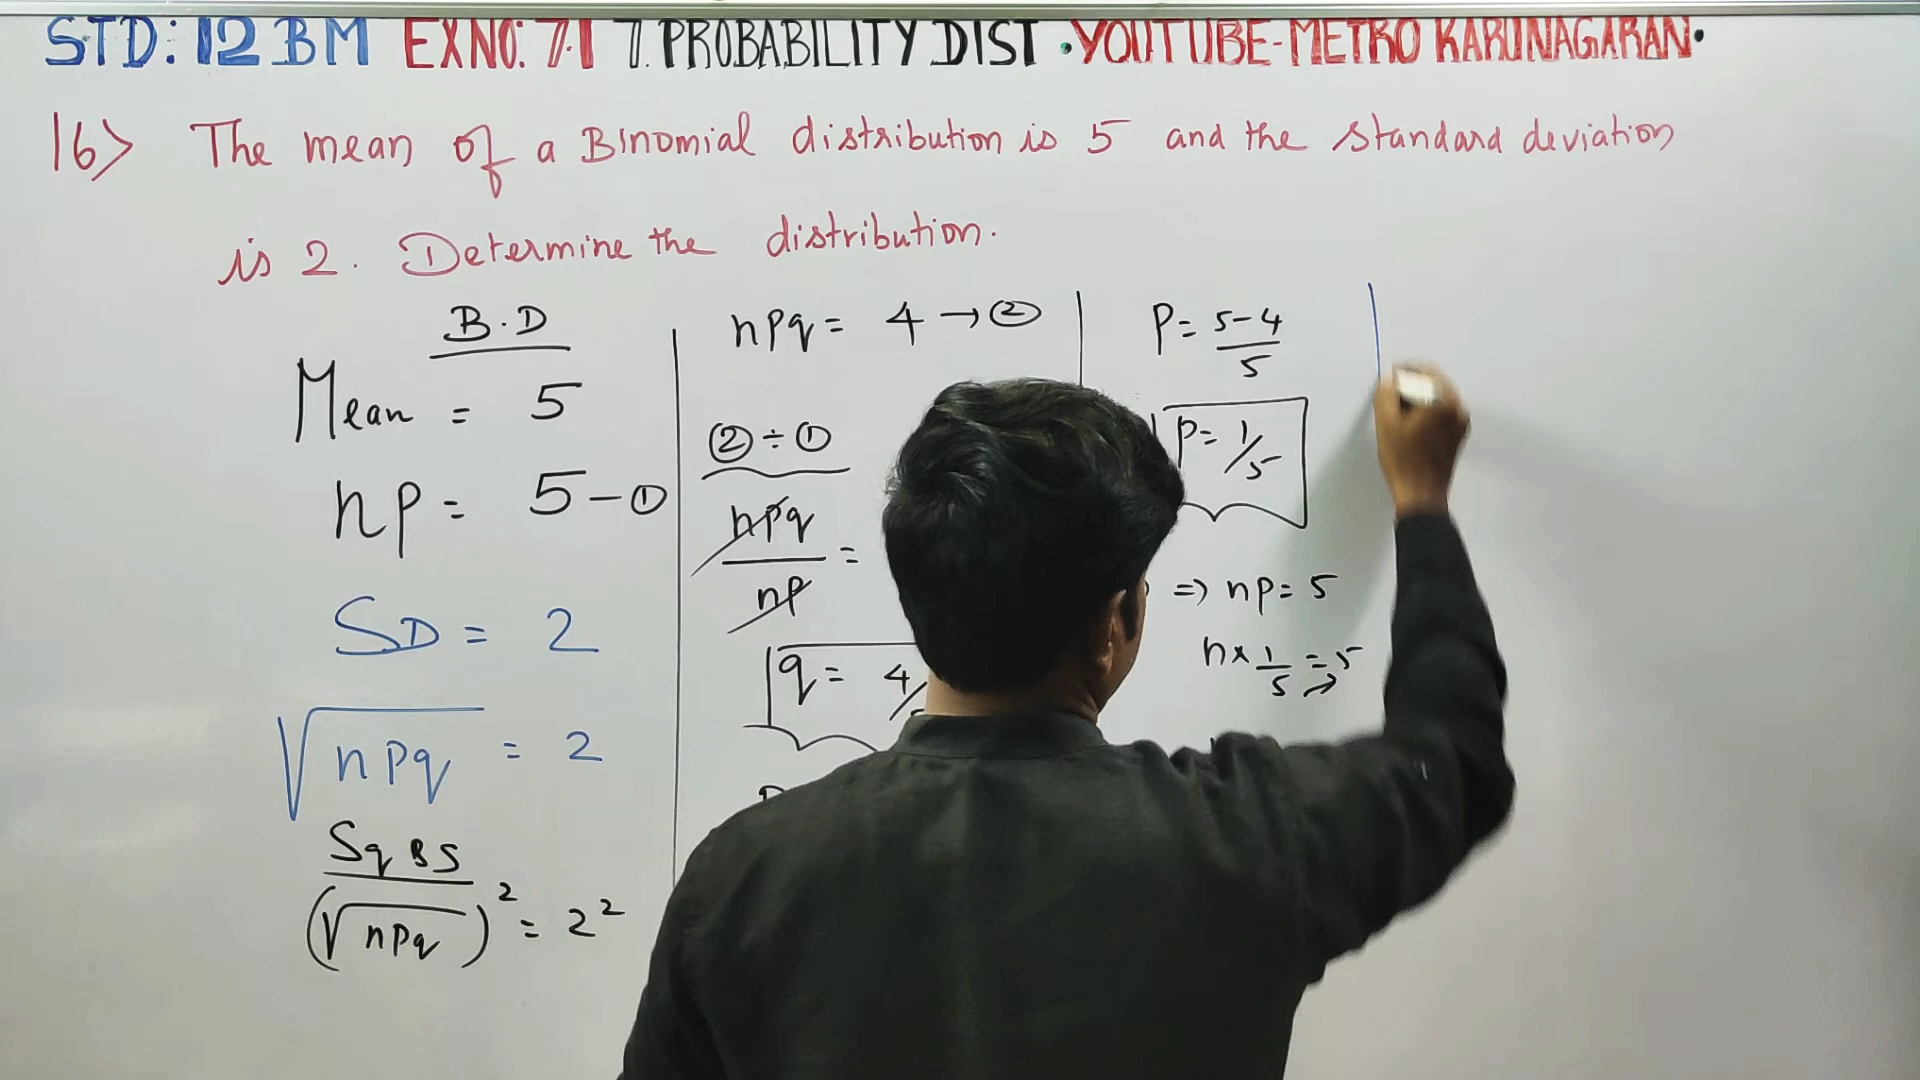 STD: 12 BM EXNO: 7.1 7. PROBABILITY DIST • YOUTUBE-METRO KARUNAGARAN•
16> The mean of a Binomial distribution is 5 and the standard deviation
is 2. Determine the distribution.
B.D
Mean = 5
np = 5 - ①
SD = 2
√npq = 2
Sq BS
(√npq)² = 2²
npq = 4 → ②
② ÷ ①
npq/np =
q = 4/
P = 5-4/5
P = 1/5
⇒ np = 5
n × 1/5 = 5